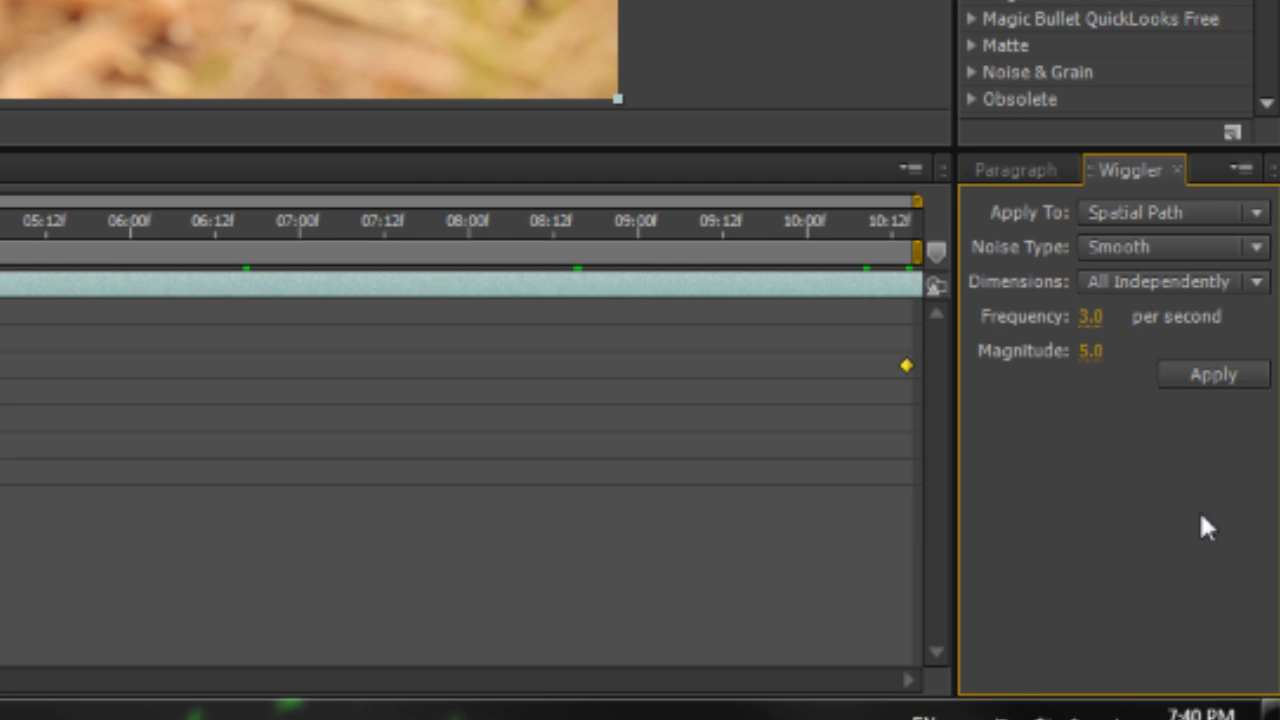 Magic Bullet QuickLooks Free
Matte
Noise & Grain
Obsolete
Paragraph
Wiggler
05:12f 06:00f 06:12f 07:00f 07:12f 08:00f 08:12f 09:00f 09:12f 10:00f 10:12f
Apply To: Spatial Path
Noise Type: Smooth
Dimensions: All Independently
Frequency: 3.0 per second
Magnitude: 5.0
Apply
7:40 PM